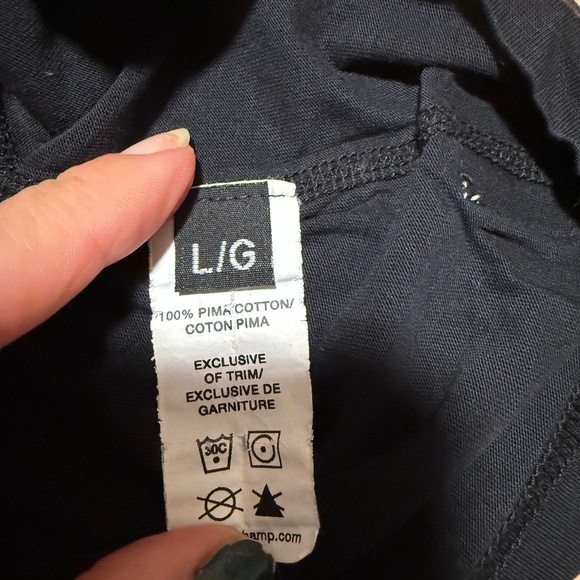 L/G
100% PIMA COTTON/
COTON PIMA
EXCLUSIVE
OF TRIM/
EXCLUSIVE DE
GARNITURE
30C